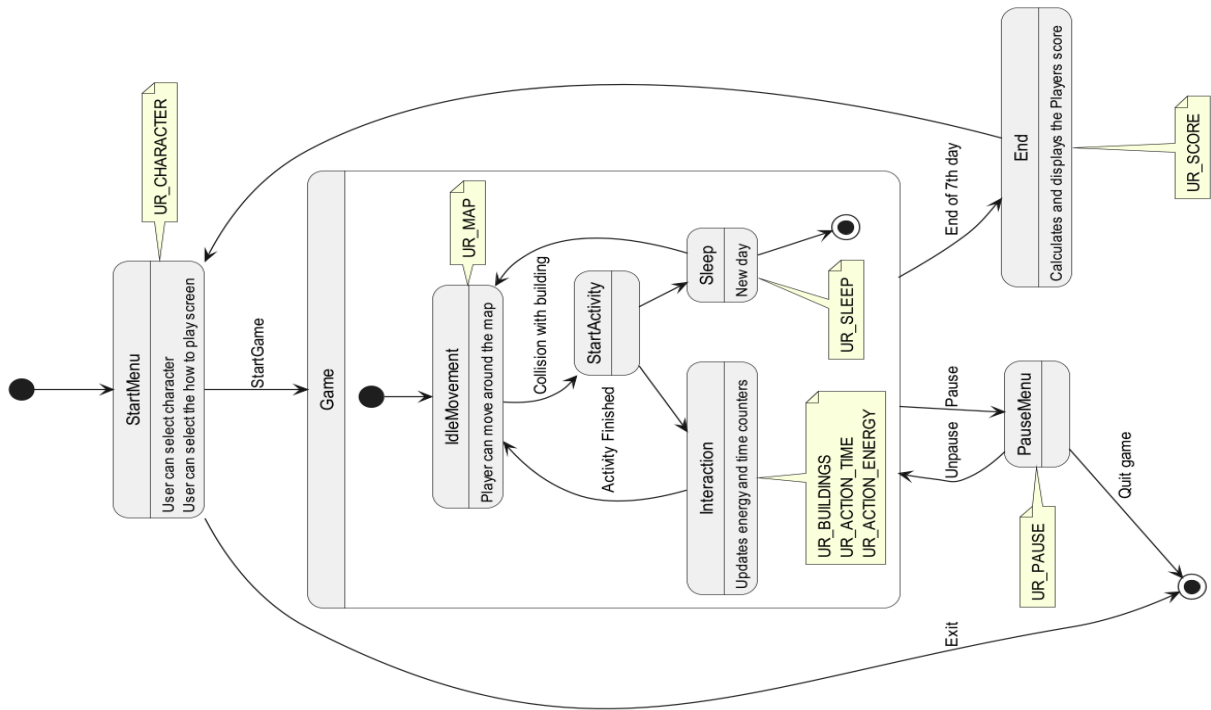 UR_CHARACTER
StartMenu
User can select character
User can select the how to play screen
StartGame
Game
UR_MAP
IdleMovement
Player can move around the map
Collision with building
StartActivity
Activity Finished
Sleep
New day
UR_SLEEP
Interaction
Updates energy and time counters
UR_BUILDINGS
UR_ACTION_TIME
UR_ACTION_ENERGY
Exit
Unpause
Pause
End of 7th day
PauseMenu
UR_PAUSE
Quit game
End
Calculates and displays the Players score
UR_SCORE